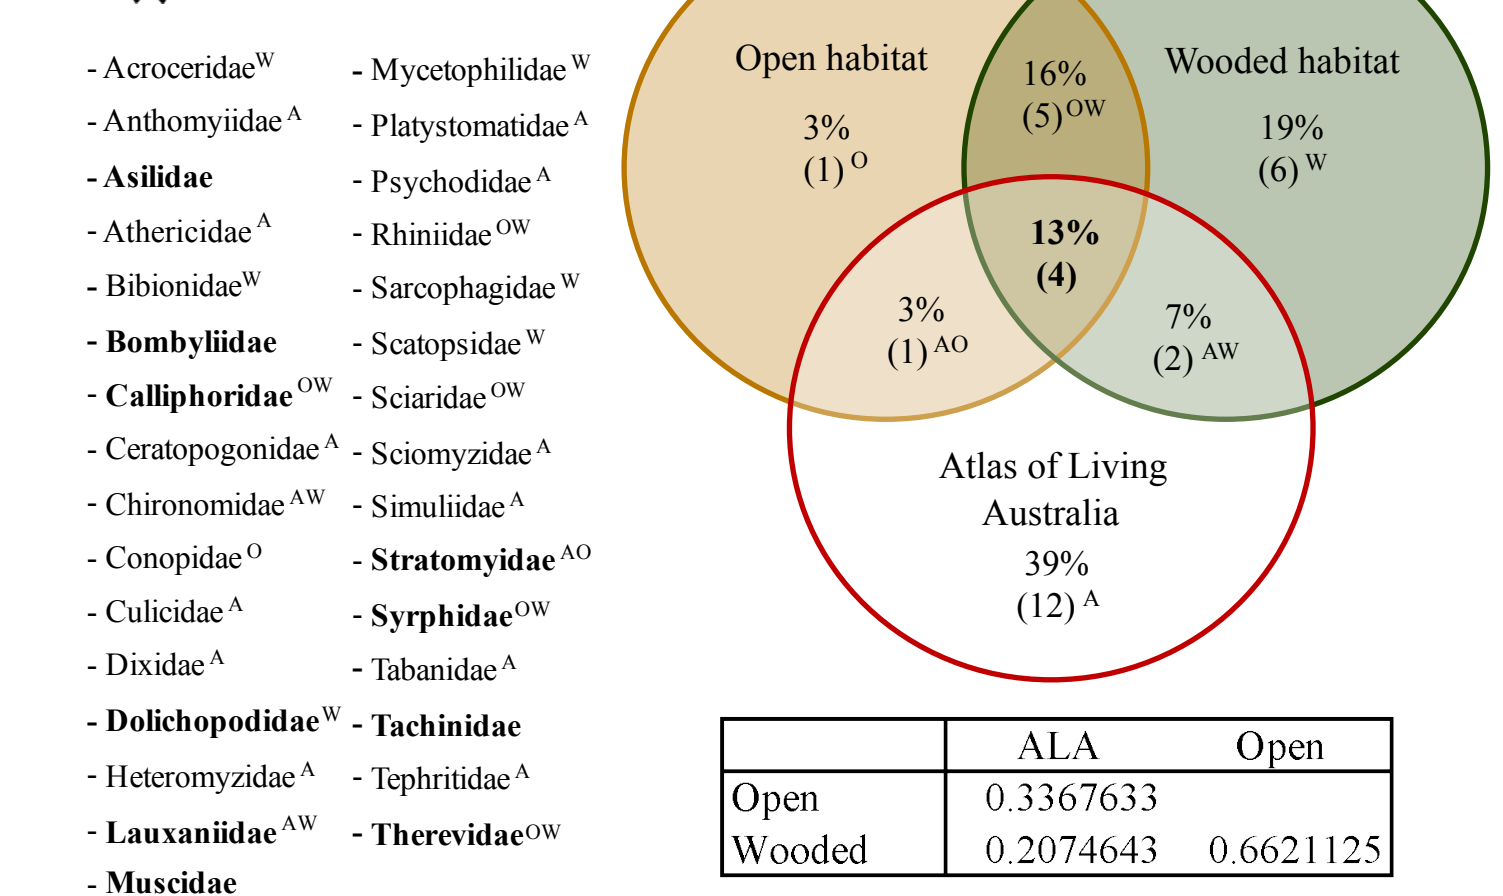 - Acroceridae W
- Anthomyiidae A
- Asilidae
- Athericidae A
- Bibionidae W
- Bombyliidae
- Calliphoridae OW
- Ceratopogonidae A
- Chironomidae AW
- Conopidae O
- Culicidae A
- Dixidae A
- Dolichopodidae W
- Heteromyzidae A
- Lauxaniidae AW
- Muscidae
- Mycetophilidae W
- Platystomatidae A
- Psychodidae A
- Rhiniidae OW
- Sarcophagidae W
- Scatopsidae W
- Sciaridae OW
- Sciomyzidae A
- Simuliidae A
- Stratomyidae AO
- Syrphidae OW
- Tabanidae A
- Tachinidae
- Tephritidae A
- Therevidae OW
Open habitat
3%
(1) O
16%
(5) OW
Wooded habitat
19%
(6) W
13%
(4)
3%
(1) AO
7%
(2) AW
Atlas of Living
Australia
39%
(12) A
ALA Open
Open 0.3367633
Wooded 0.2074643 0.6621125